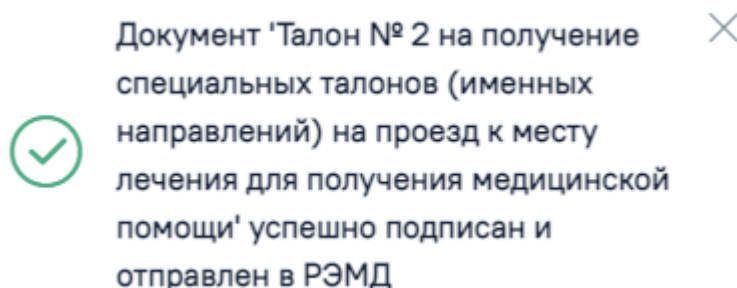 Документ 'Талон № 2 на получение
специальных талонов (именных
направлений) на проезд к месту
лечения для получения медицинской
помощи' успешно подписан и
отправлен в РЭМД